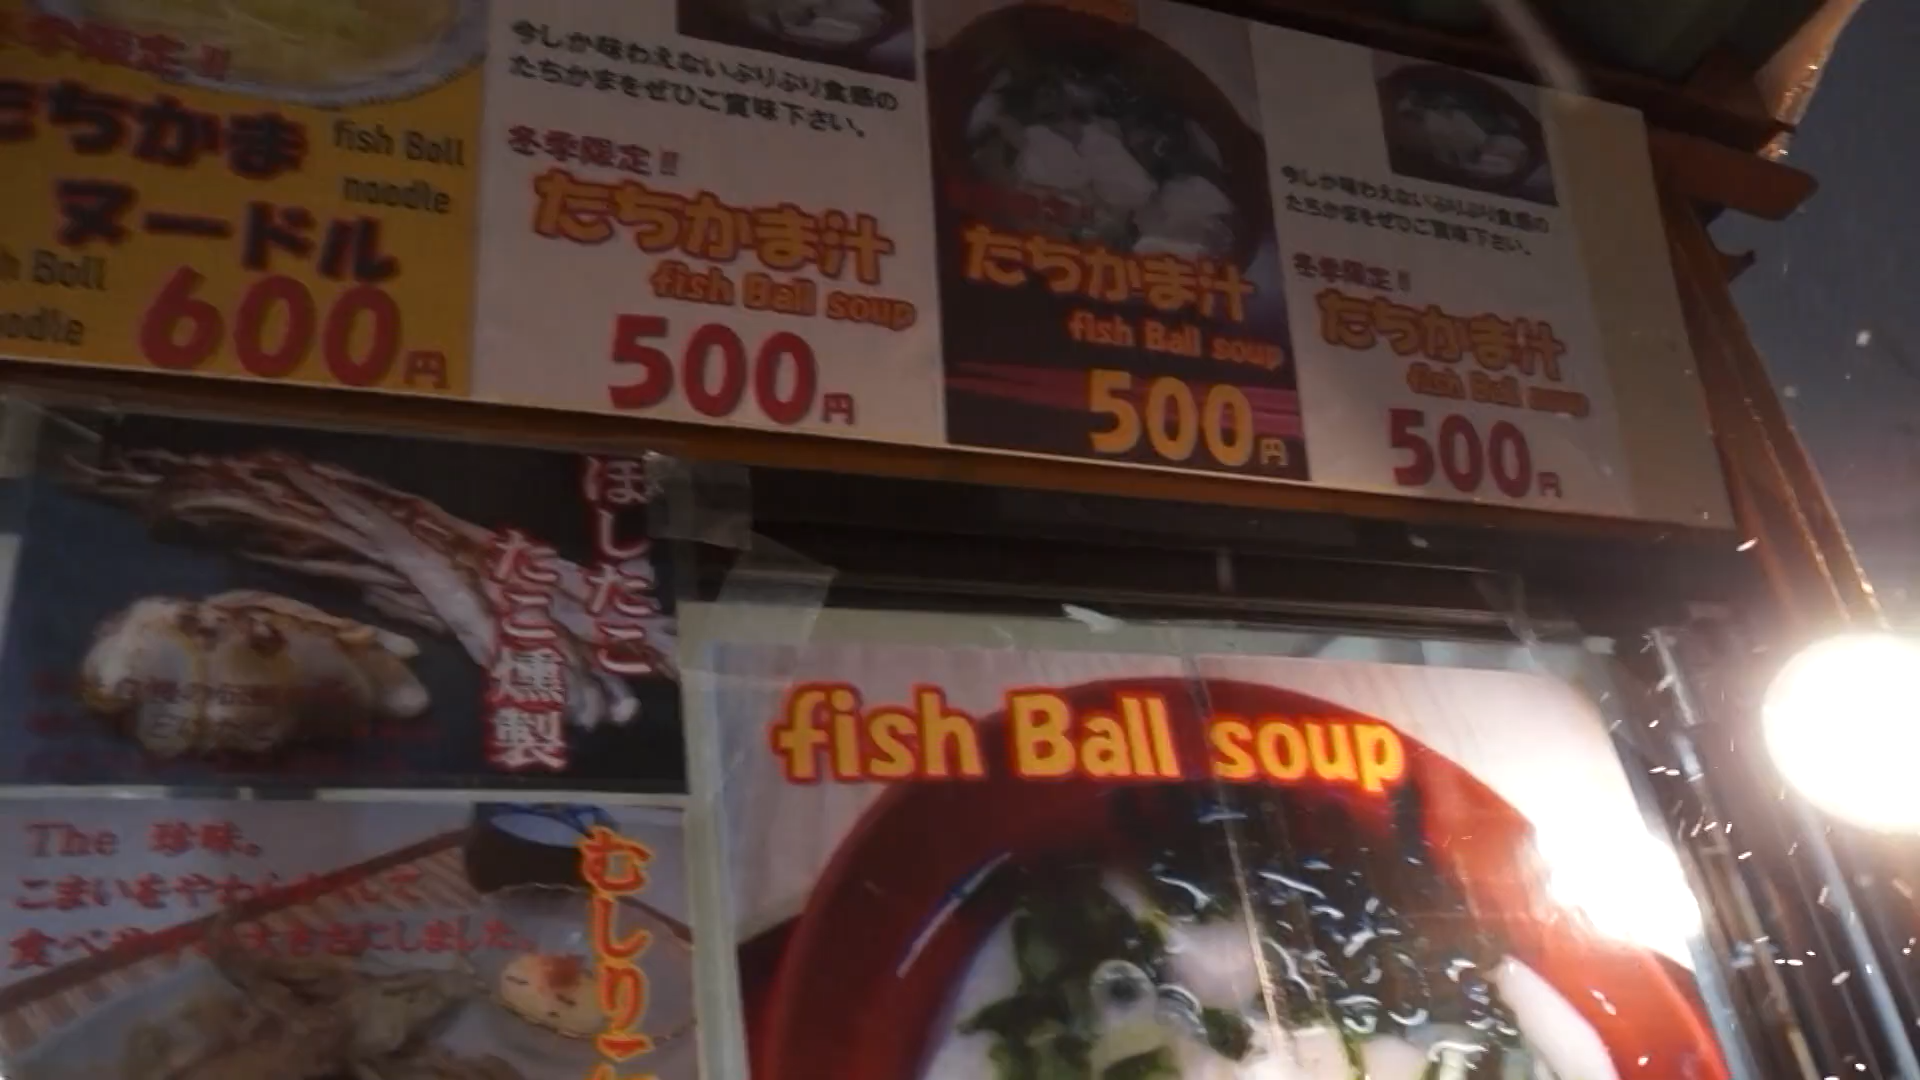 季限定!!
たちかま
fish Boll
noodle
ヌードル
Boll
600円
今しか味わえないぷりぷり食感の
たちかまをぜひご賞味下さい。
冬季限定!!
たちかま汁
fish Ball soup
500円
たちかま汁
fish Ball soup
500円
今しか味わえないぷりぷり食感の
たちかまをぜひご賞味下さい。
冬季限定!!
たちかま汁
fish Ball soup
500円
ほしたこ
たこ燻製
fish Ball soup
The 珍味。
こまいをやわらかくして
大きさにしました。
むしりこ